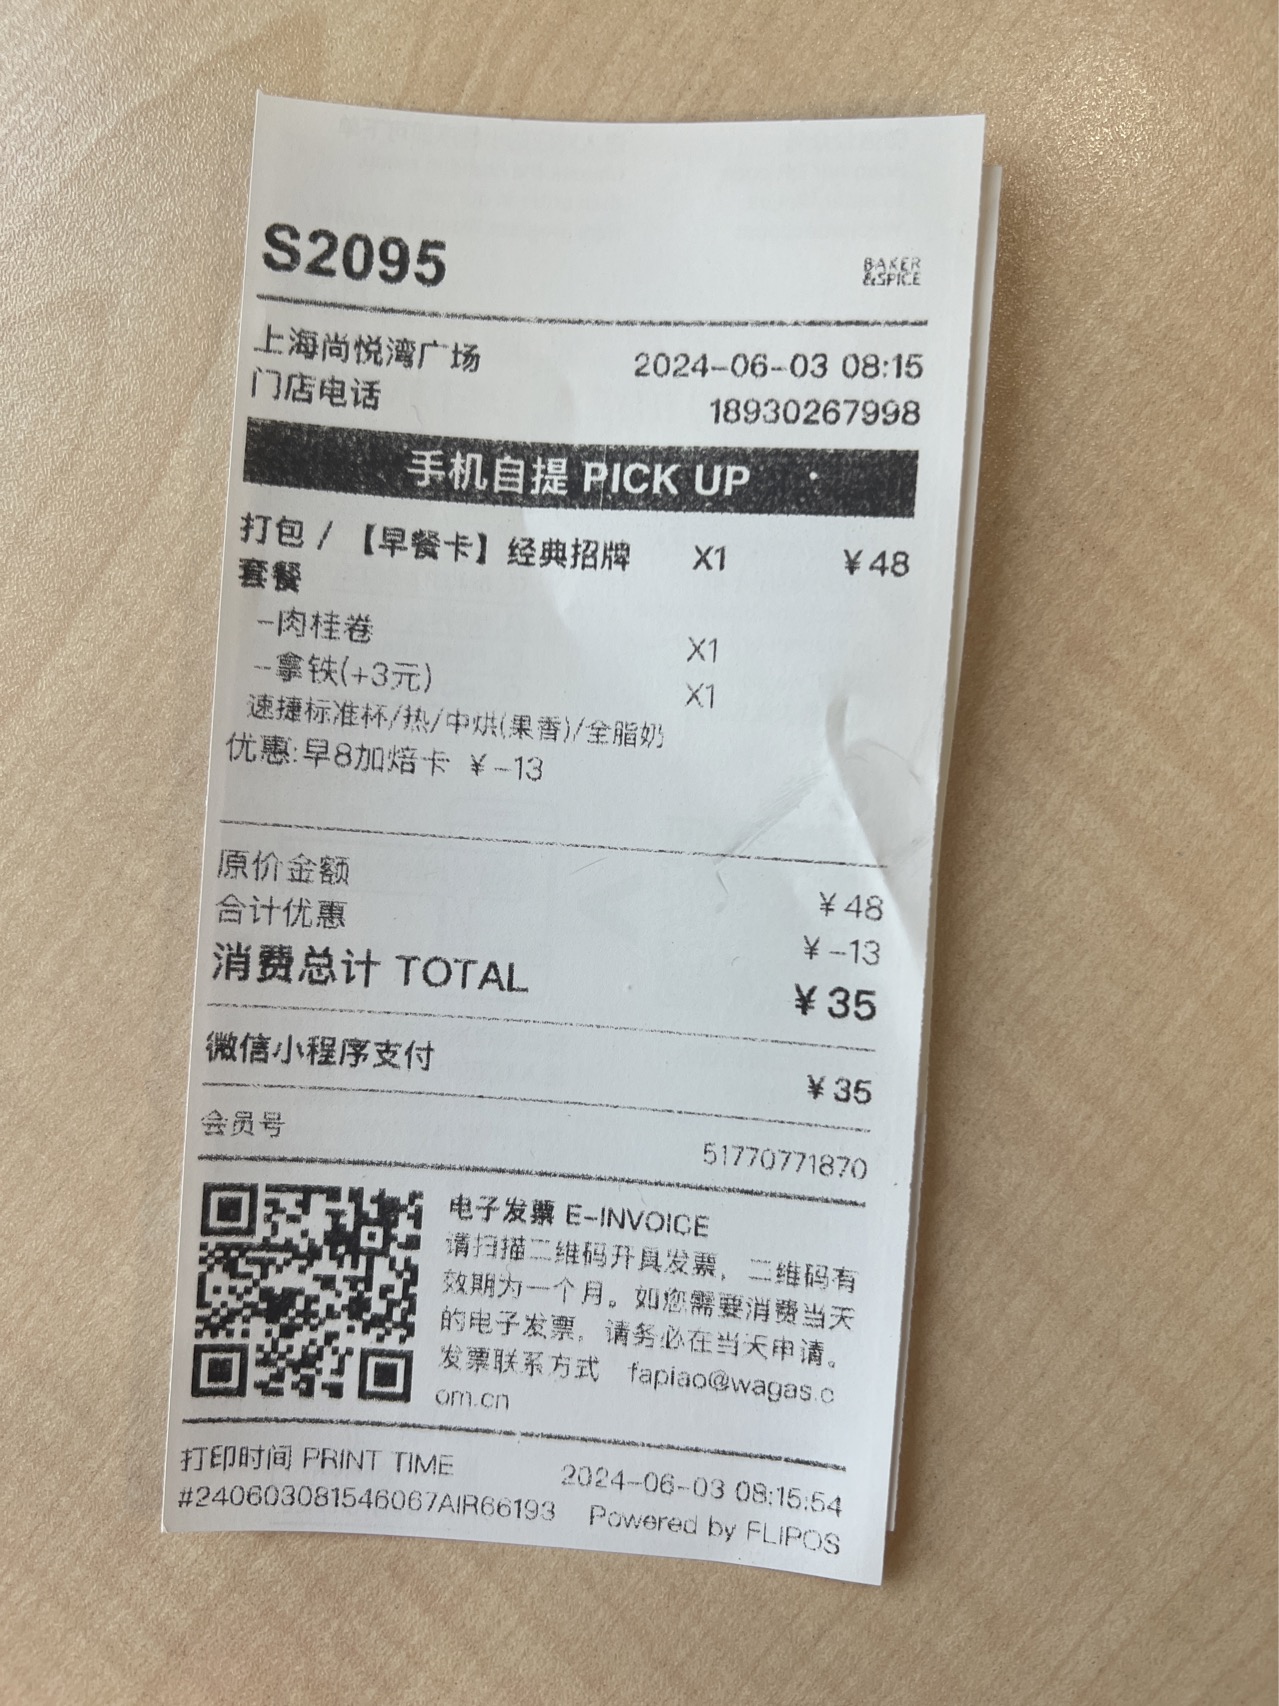 S2095
BAKER
&SPICE
上海尚悦湾广场 2024-06-03 08:15
门店电话 18930267998
手机自提 PICK UP
打包 / 【早餐卡】经典招牌 X1 ¥48
套餐
-肉桂卷 X1
-拿铁(+3元) X1
速捷标准杯/热/中烘(果香)/全脂奶
优惠:早8加焙卡 ¥-13
原价金额 ¥48
合计优惠 ¥-13
消费总计 TOTAL ¥35
微信小程序支付 ¥35
会员号 51770771870
电子发票 E-INVOICE
请扫描二维码开具发票，二维码有
效期为一个月。如您需要消费当天
的电子发票，请务必在当天申请。
发票联系方式 fapiao@wagas.c
om.cn
打印时间 PRINT TIME 2024-06-03 08:15:54
#240603081546067AIR66193 Powered by FLIPOS